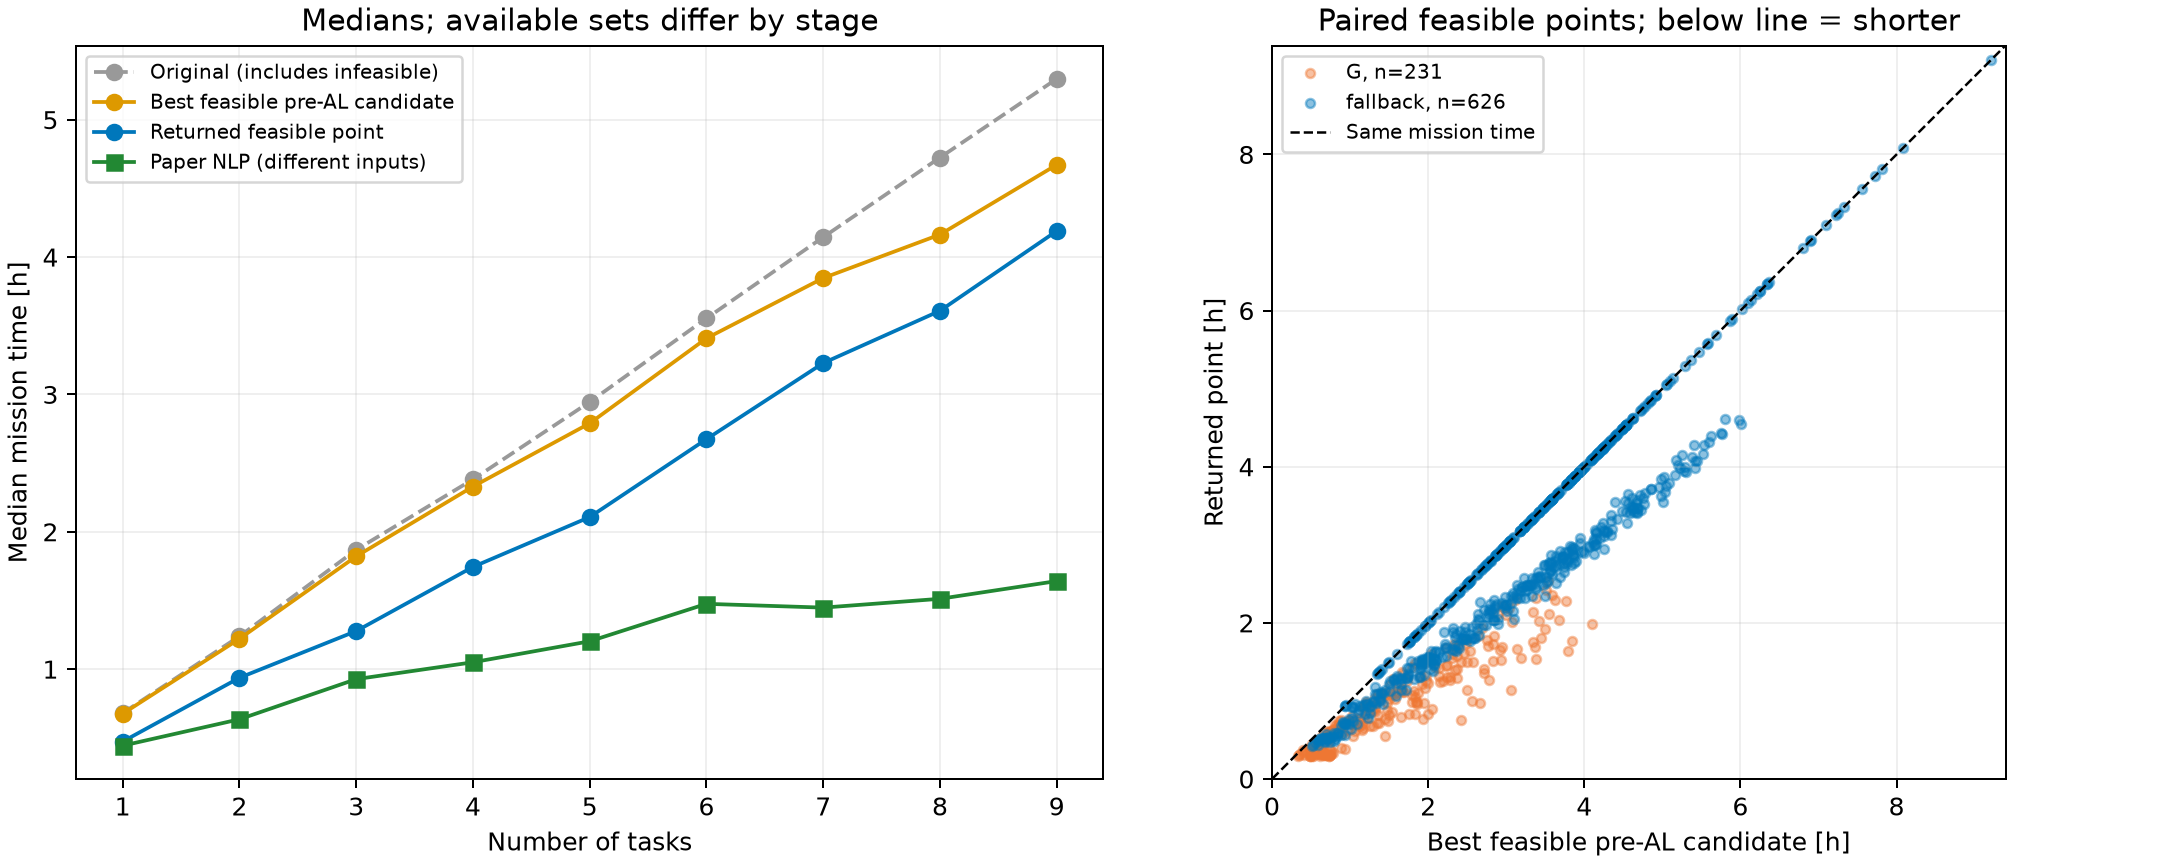 Medians; available sets differ by stage
Original (includes infeasible)
Best feasible pre-AL candidate
Returned feasible point
Paper NLP (different inputs)
Median mission time [h]
5
4
3
2
1
1 2 3 4 5 6 7 8 9
Number of tasks
Paired feasible points; below line = shorter
G, n=231
fallback, n=626
Same mission time
Returned point [h]
8
6
4
2
0
0 2 4 6 8
Best feasible pre-AL candidate [h]